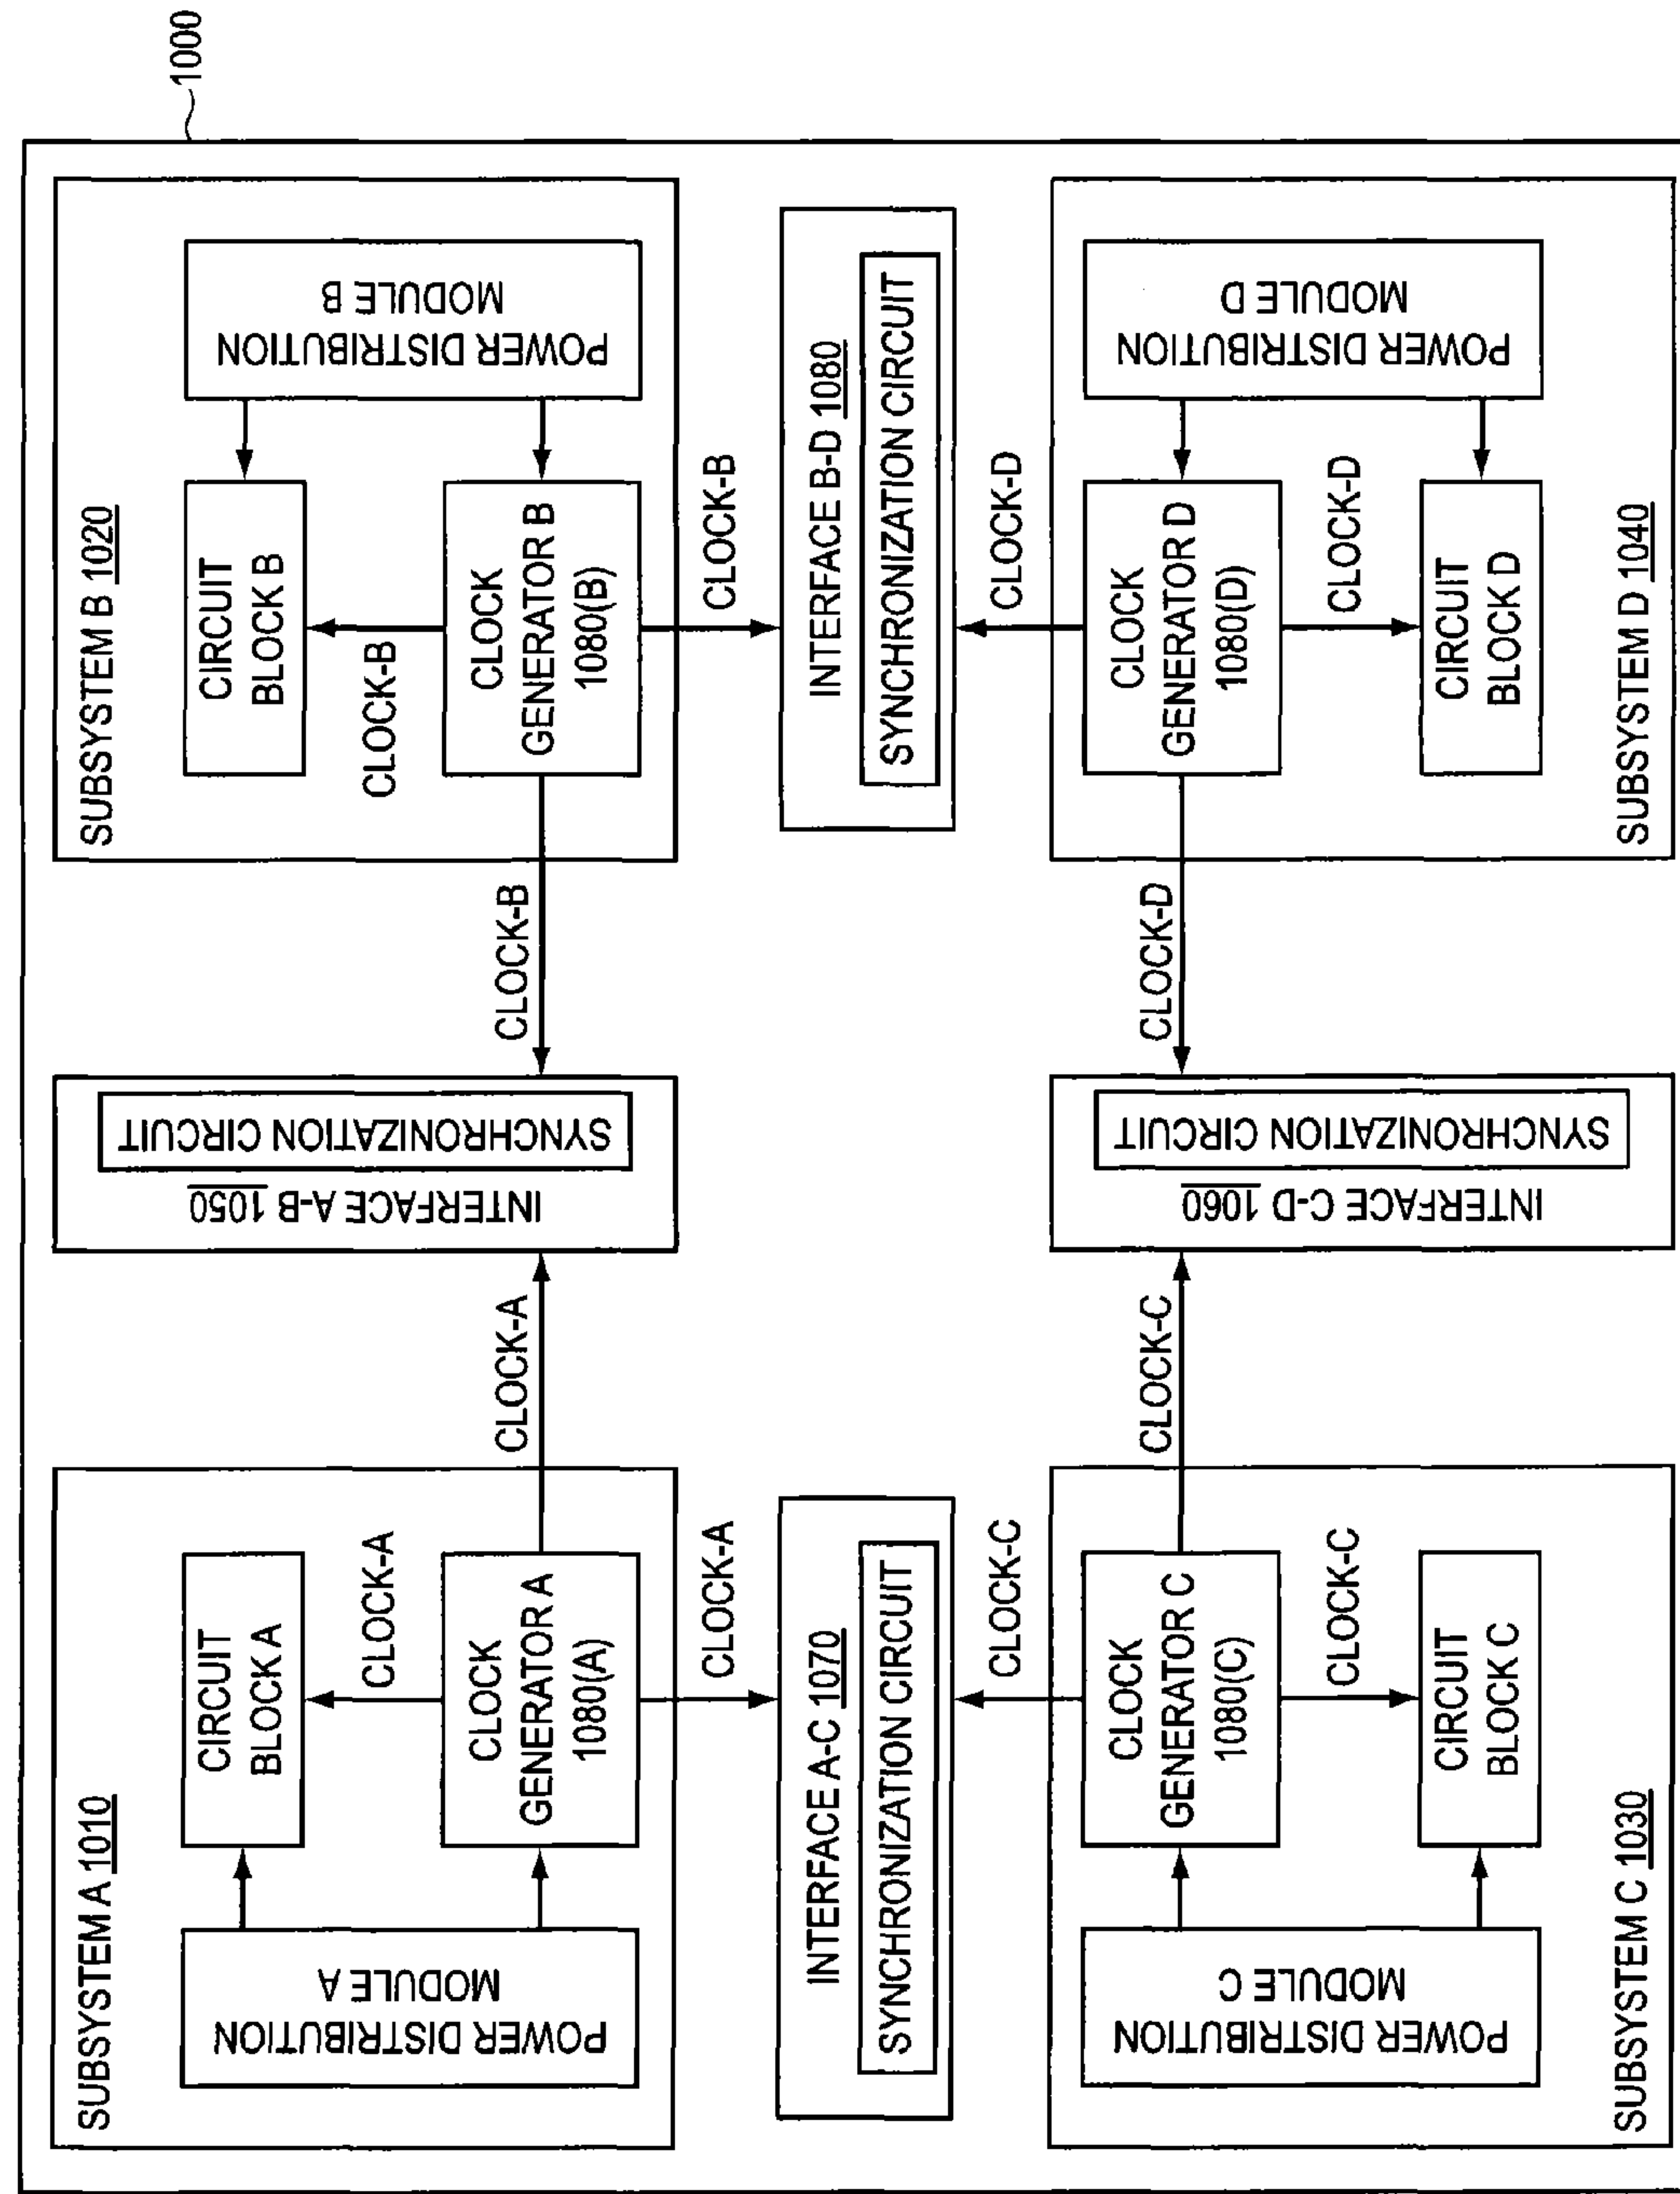 1000
SUBSYSTEM A 1010
POWER DISTRIBUTION
MODULE A
CIRCUIT
BLOCK A
CLOCK-A
CLOCK
GENERATOR A
1080(A)
CLOCK-A
CLOCK-A
INTERFACE A-B 1050
SYNCHRONIZATION CIRCUIT
CLOCK-B
SUBSYSTEM B 1020
CIRCUIT
BLOCK B
CLOCK-B
CLOCK
GENERATOR B
1080(B)
POWER DISTRIBUTION
MODULE B
CLOCK-B
INTERFACE A-C 1070
SYNCHRONIZATION CIRCUIT
INTERFACE B-D 1080
SYNCHRONIZATION CIRCUIT
CLOCK-C
POWER DISTRIBUTION
MODULE C
CLOCK
GENERATOR C
1080(C)
CLOCK-C
CIRCUIT
BLOCK C
SUBSYSTEM C 1030
CLOCK-C
INTERFACE C-D 1060
SYNCHRONIZATION CIRCUIT
CLOCK-D
CLOCK-D
CLOCK
GENERATOR D
1080(D)
CLOCK-D
CIRCUIT
BLOCK D
POWER DISTRIBUTION
MODULE D
SUBSYSTEM D 1040